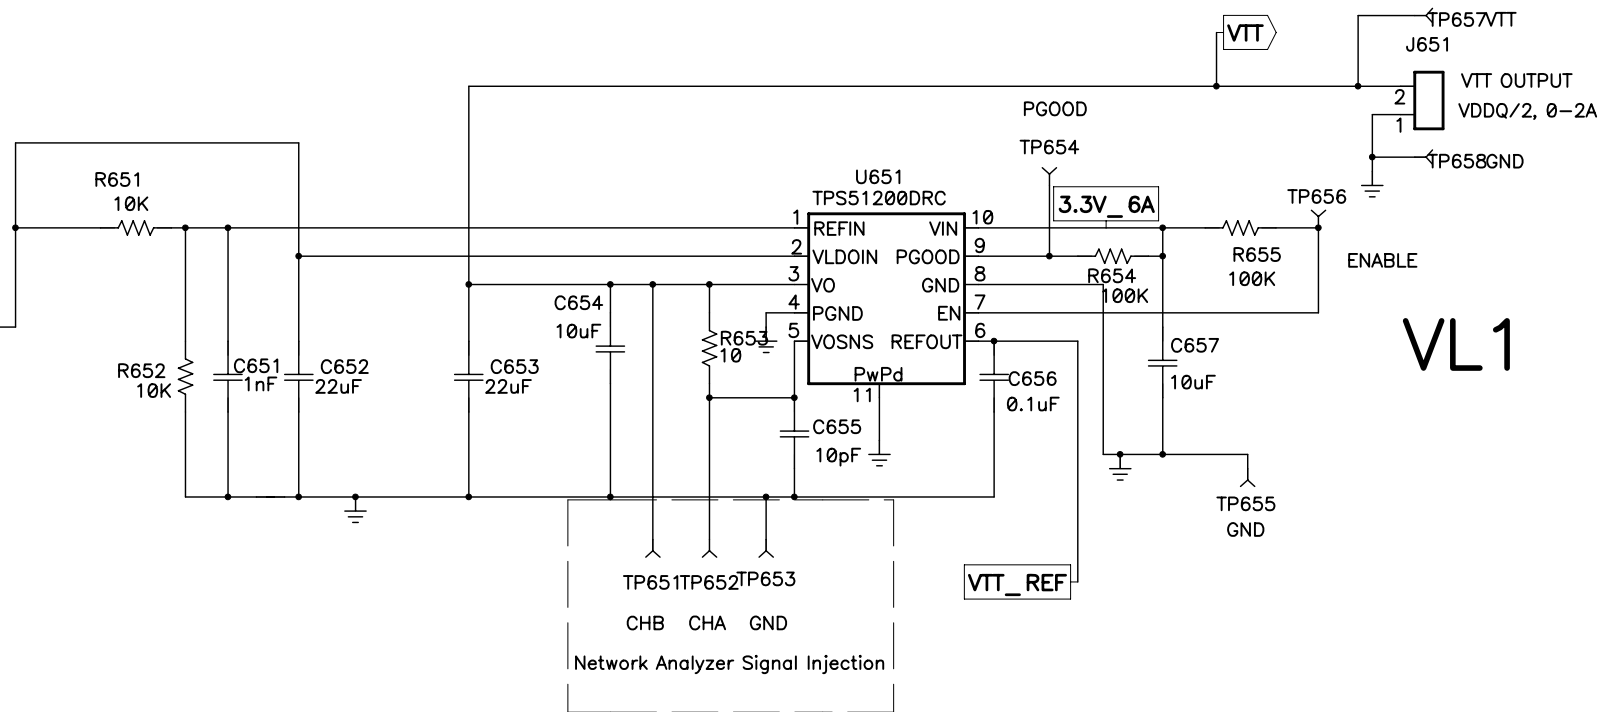 VTT
TP657VTT
J651
VTT OUTPUT
2
VDDQ/2, 0-2A
1
TP658GND
PGOOD
TP654
R651
10K
U651
TPS51200DRC
3.3V_6A
TP656
1
REFIN
VIN
10
2
VLDOIN
PGOOD
9
R655
100K
ENABLE
3
VO
GND
8
R654
100K
C654
10uF
4
PGND
EN
7
5
VOSNS
REFOUT
6
R653
10
PwPd
11
R652
10K
C651
1nF
C652
22uF
C653
22uF
C656
0.1uF
C657
10uF
VL1
C655
10pF
TP655
GND
TP651TP652TP653
CHB CHA GND
VTT_REF
Network Analyzer Signal Injection